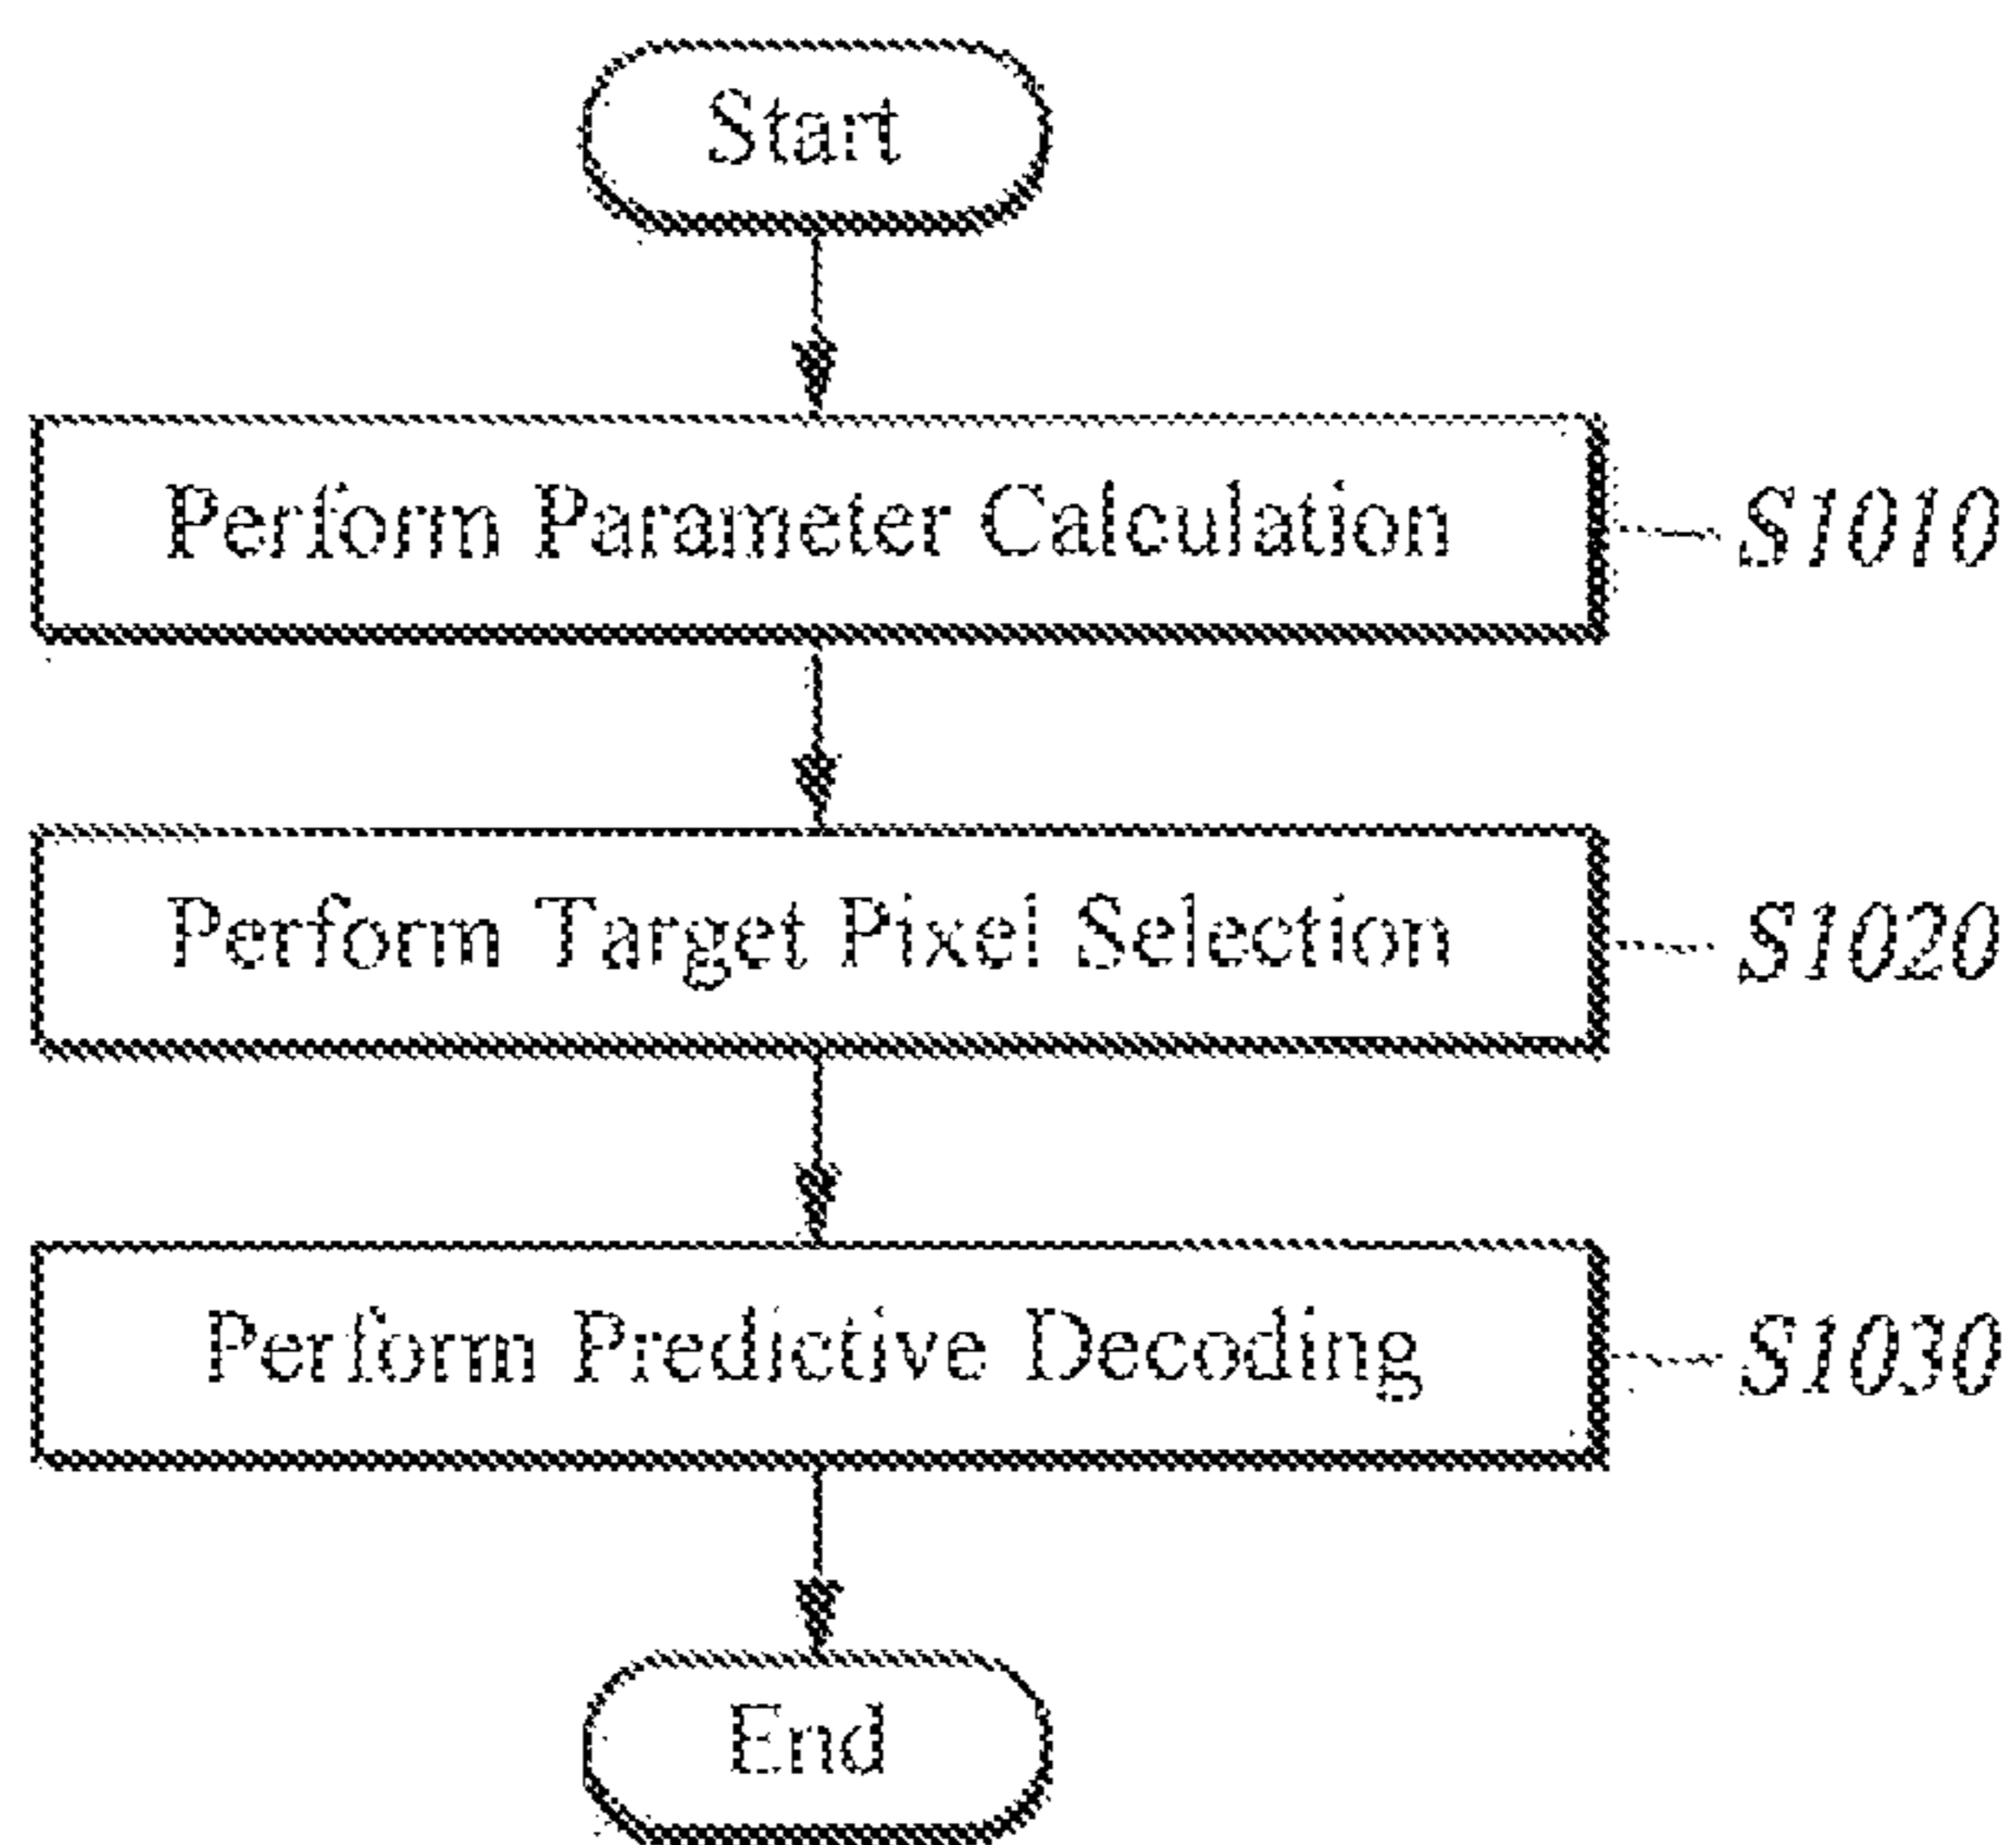 Start
Perform Parameter Calculation
S1010
Perform Target Pixel Selection
S1020
Perform Predictive Decoding
S1030
End